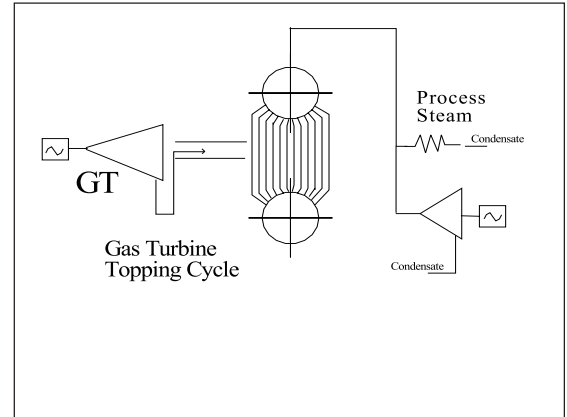 Process
Steam
Condensate
GT
Gas Turbine
Topping Cycle
Condensate